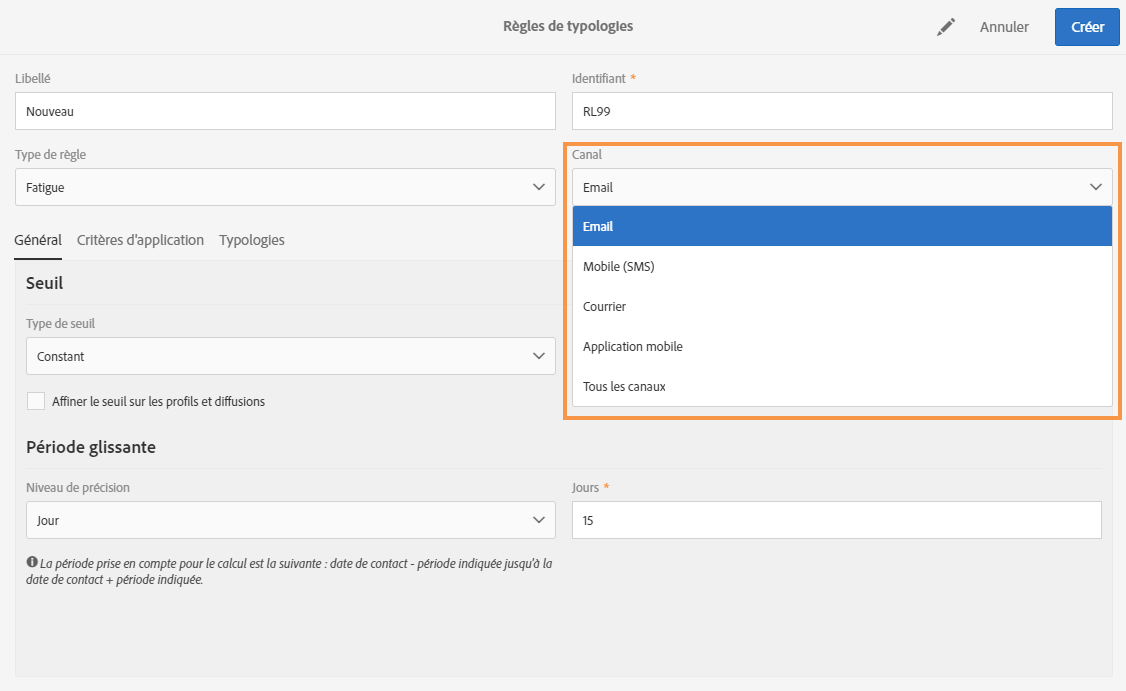 Règles de typologies
Annuler
Créer
Libellé
Identifiant *
Nouveau
RL99
Type de règle
Canal
Fatigue
Email
Général
Critères d'application
Typologies
Email
Mobile (SMS)
Courrier
Application mobile
Tous les canaux
Seuil
Type de seuil
Constant
Affiner le seuil sur les profils et diffusions
Période glissante
Niveau de précision
Jours *
Jour
15
La période prise en compte pour le calcul est la suivante : date de contact - période indiquée jusqu'à la
date de contact + période indiquée.